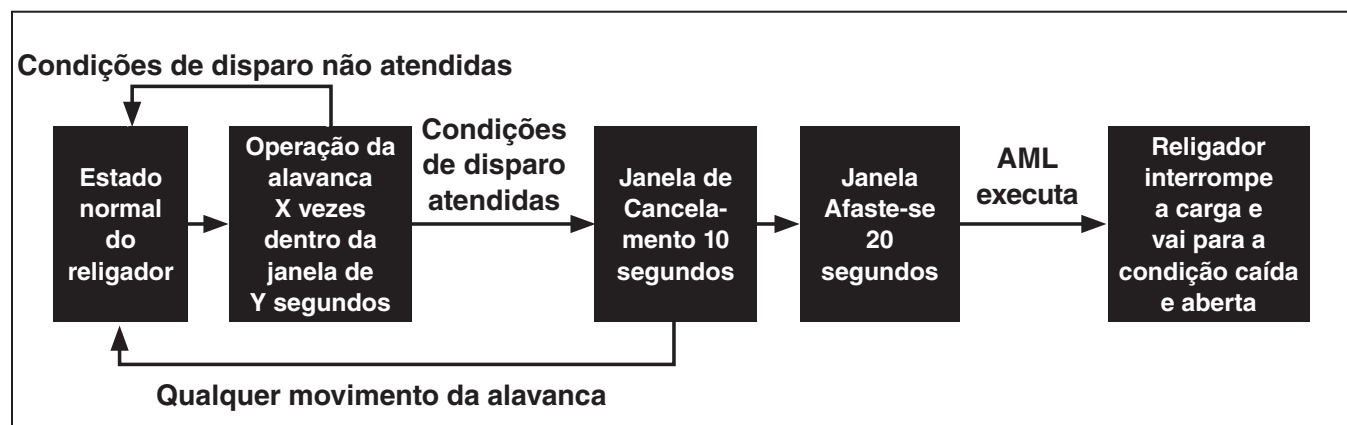 Condições de disparo não atendidas
Estado
normal
do
religador
Operação da
alavanca
X vezes
dentro da
janela de
Y segundos
Condições
de disparo
atendidas
Janela de
Cancela-
mento 10
segundos
Janela
Afaste-se
20
segundos
AML
executa
Religador
interrompe
a carga e
vai para a
condição caída
e aberta
Qualquer movimento da alavanca